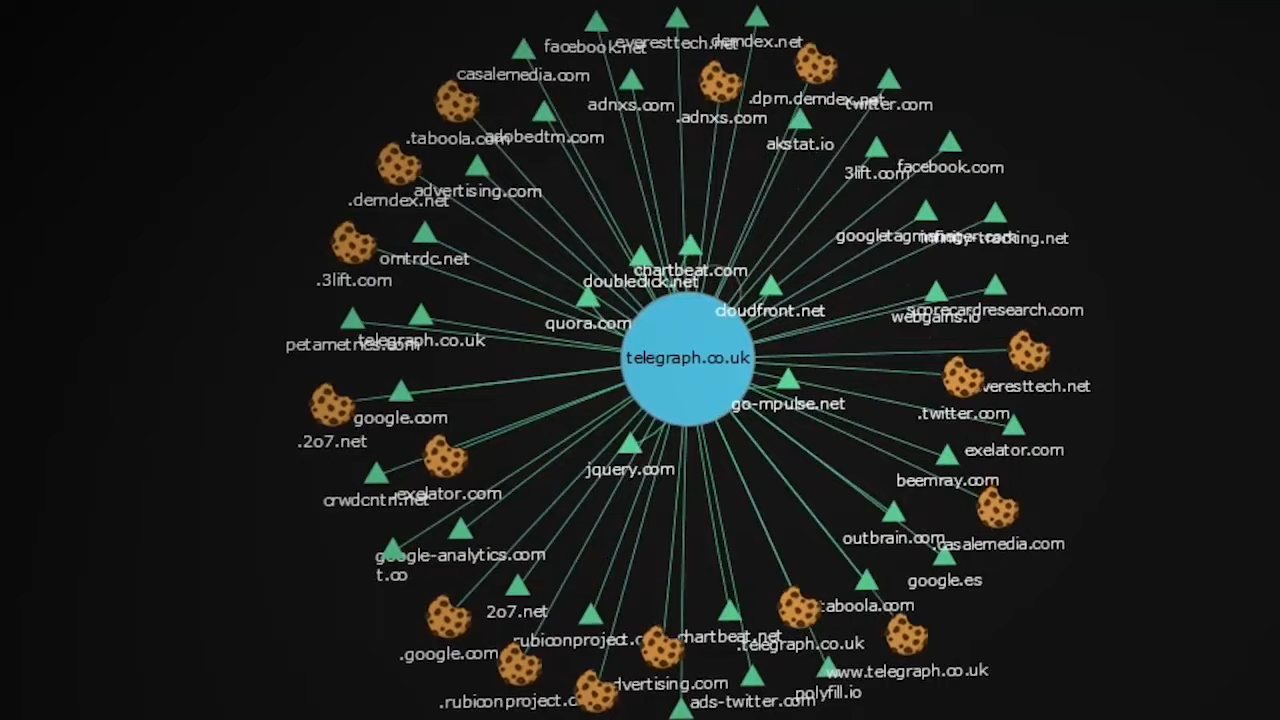 facebook.net
everesttech.net
demdex.net
casalemedia.com
adnxs.com
.adnxs.com
.dpm.demdex.net
twitter.com
.taboola.com
adobedtm.com
akstat.io
3lift.com
facebook.com
.demdex.net
advertising.com
infinity-tracking.net
omtrdc.net
.3lift.com
chartbeat.com
doubleclick.net
cloudfront.net
scorecardresearch.com
webgains.io
quora.com
petametrics.com
telegraph.co.uk
telegraph.co.uk
veresttech.net
google.com
go-mpulse.net
.twitter.com
.2o7.net
exelator.com
jquery.com
beemray.com
crwdcntrl.net
.exelator.com
outbrain.com
.casalemedia.com
google-analytics.com
t.co
google.es
2o7.net
taboola.com
rubiconproject.c
chartbeat.net
.telegraph.co.uk
.google.com
www.telegraph.co.uk
dvertising.com
polyfill.io
.rubiconproject.c
ads-twitter.com